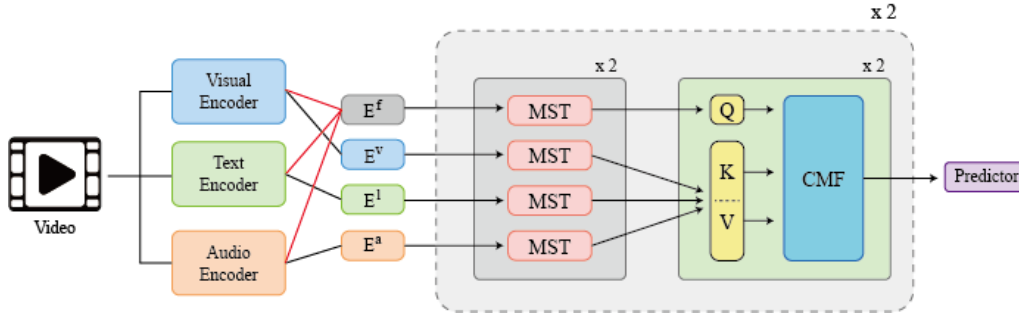 x 2
x 2
x 2
Visual
Encoder
Text
Encoder
Audio
Encoder
Video
E^f
E^v
E^l
E^a
MST
MST
MST
MST
Q
K
V
CMF
Predictor